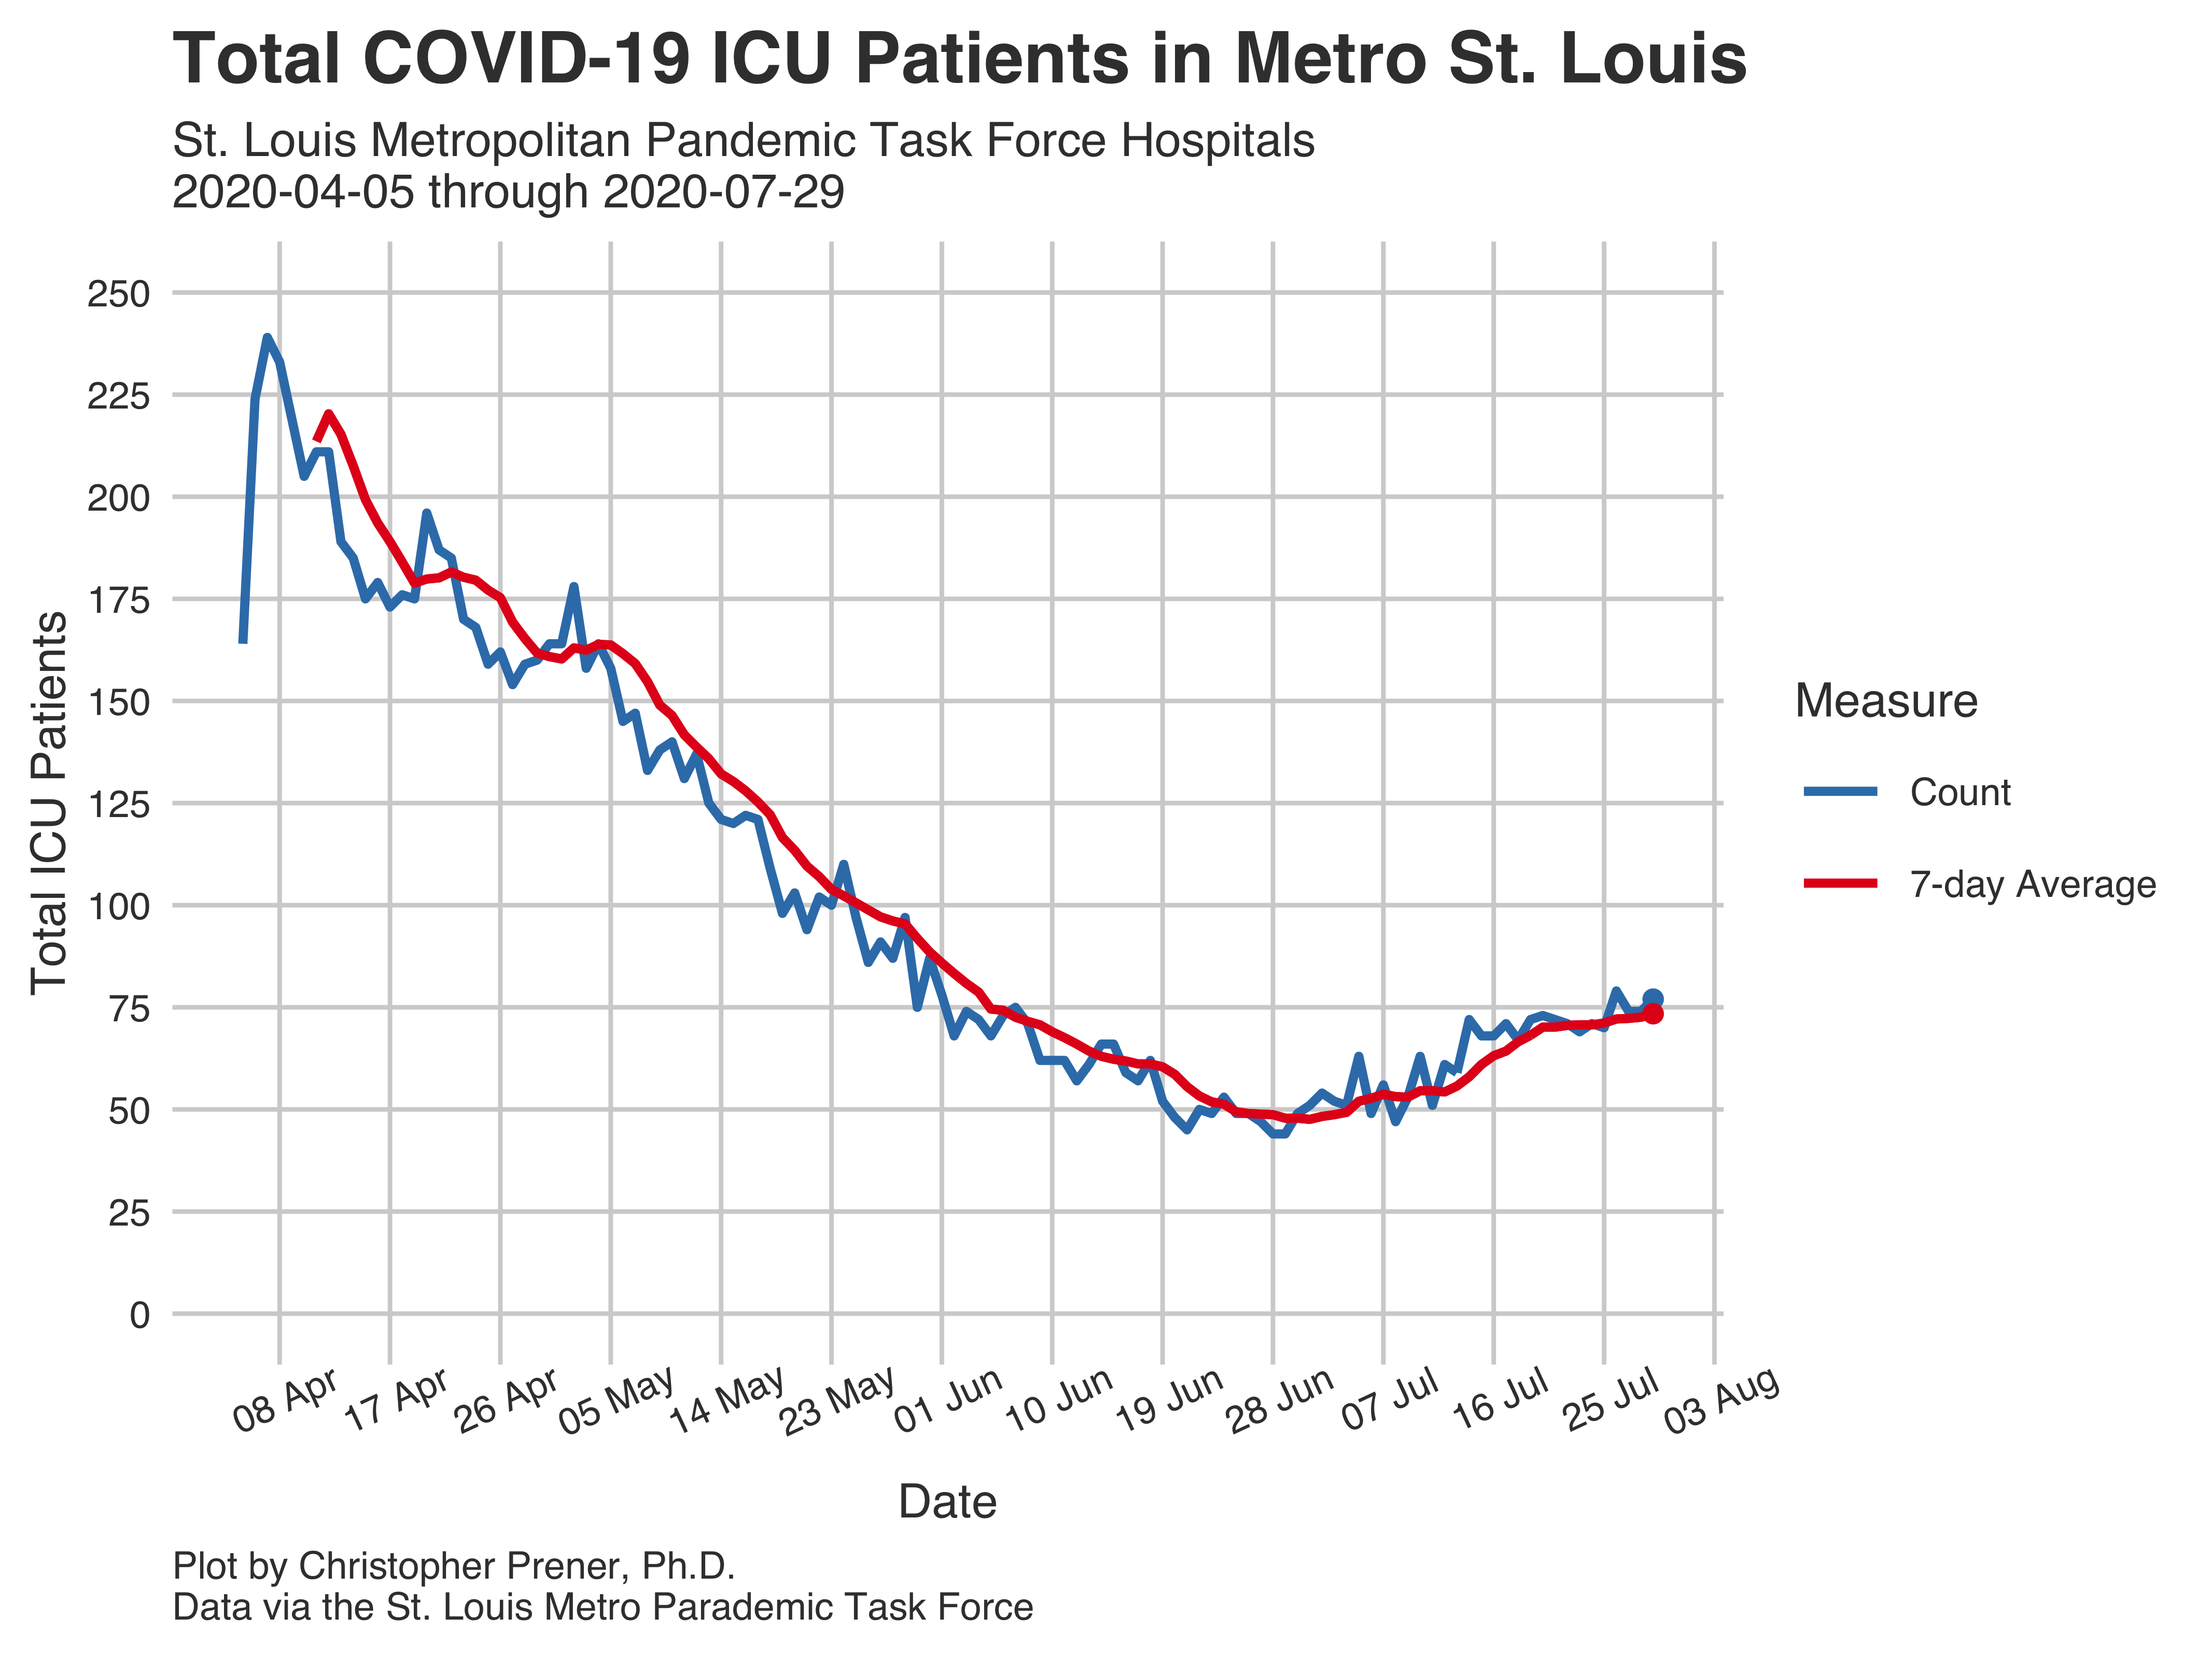 Total COVID-19 ICU Patients in Metro St. Louis
St. Louis Metropolitan Pandemic Task Force Hospitals
2020-04-05 through 2020-07-29
Total ICU Patients
250
225
200
175
150
125
100
75
50
25
0
08 Apr
17 Apr
26 Apr
05 May
14 May
23 May
01 Jun
10 Jun
19 Jun
28 Jun
07 Jul
16 Jul
25 Jul
03 Aug
Date
Measure
Count
7-day Average
Plot by Christopher Prener, Ph.D.
Data via the St. Louis Metro Parademic Task Force